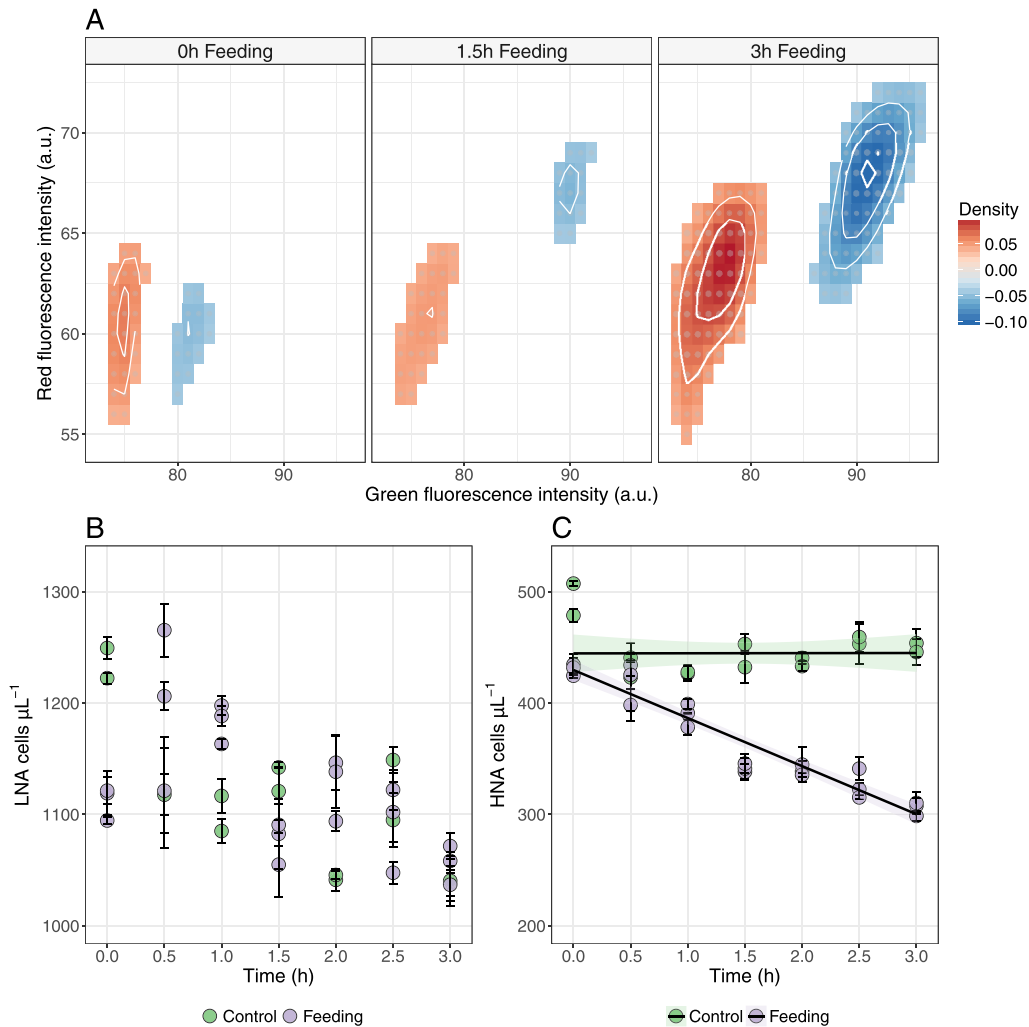 A
0h Feeding 1.5h Feeding 3h Feeding
Red fluorescence intensity (a.u.)
70
65
60
55
80 90 80 90 80 90
Green fluorescence intensity (a.u.)
Density
0.05
0.00
−0.05
−0.10
B
LNA cells µL⁻¹
1300
1200
1100
1000
0.0 0.5 1.0 1.5 2.0 2.5 3.0
Time (h)
Control Feeding
C
HNA cells µL⁻¹
500
400
300
200
0.0 0.5 1.0 1.5 2.0 2.5 3.0
Time (h)
Control Feeding